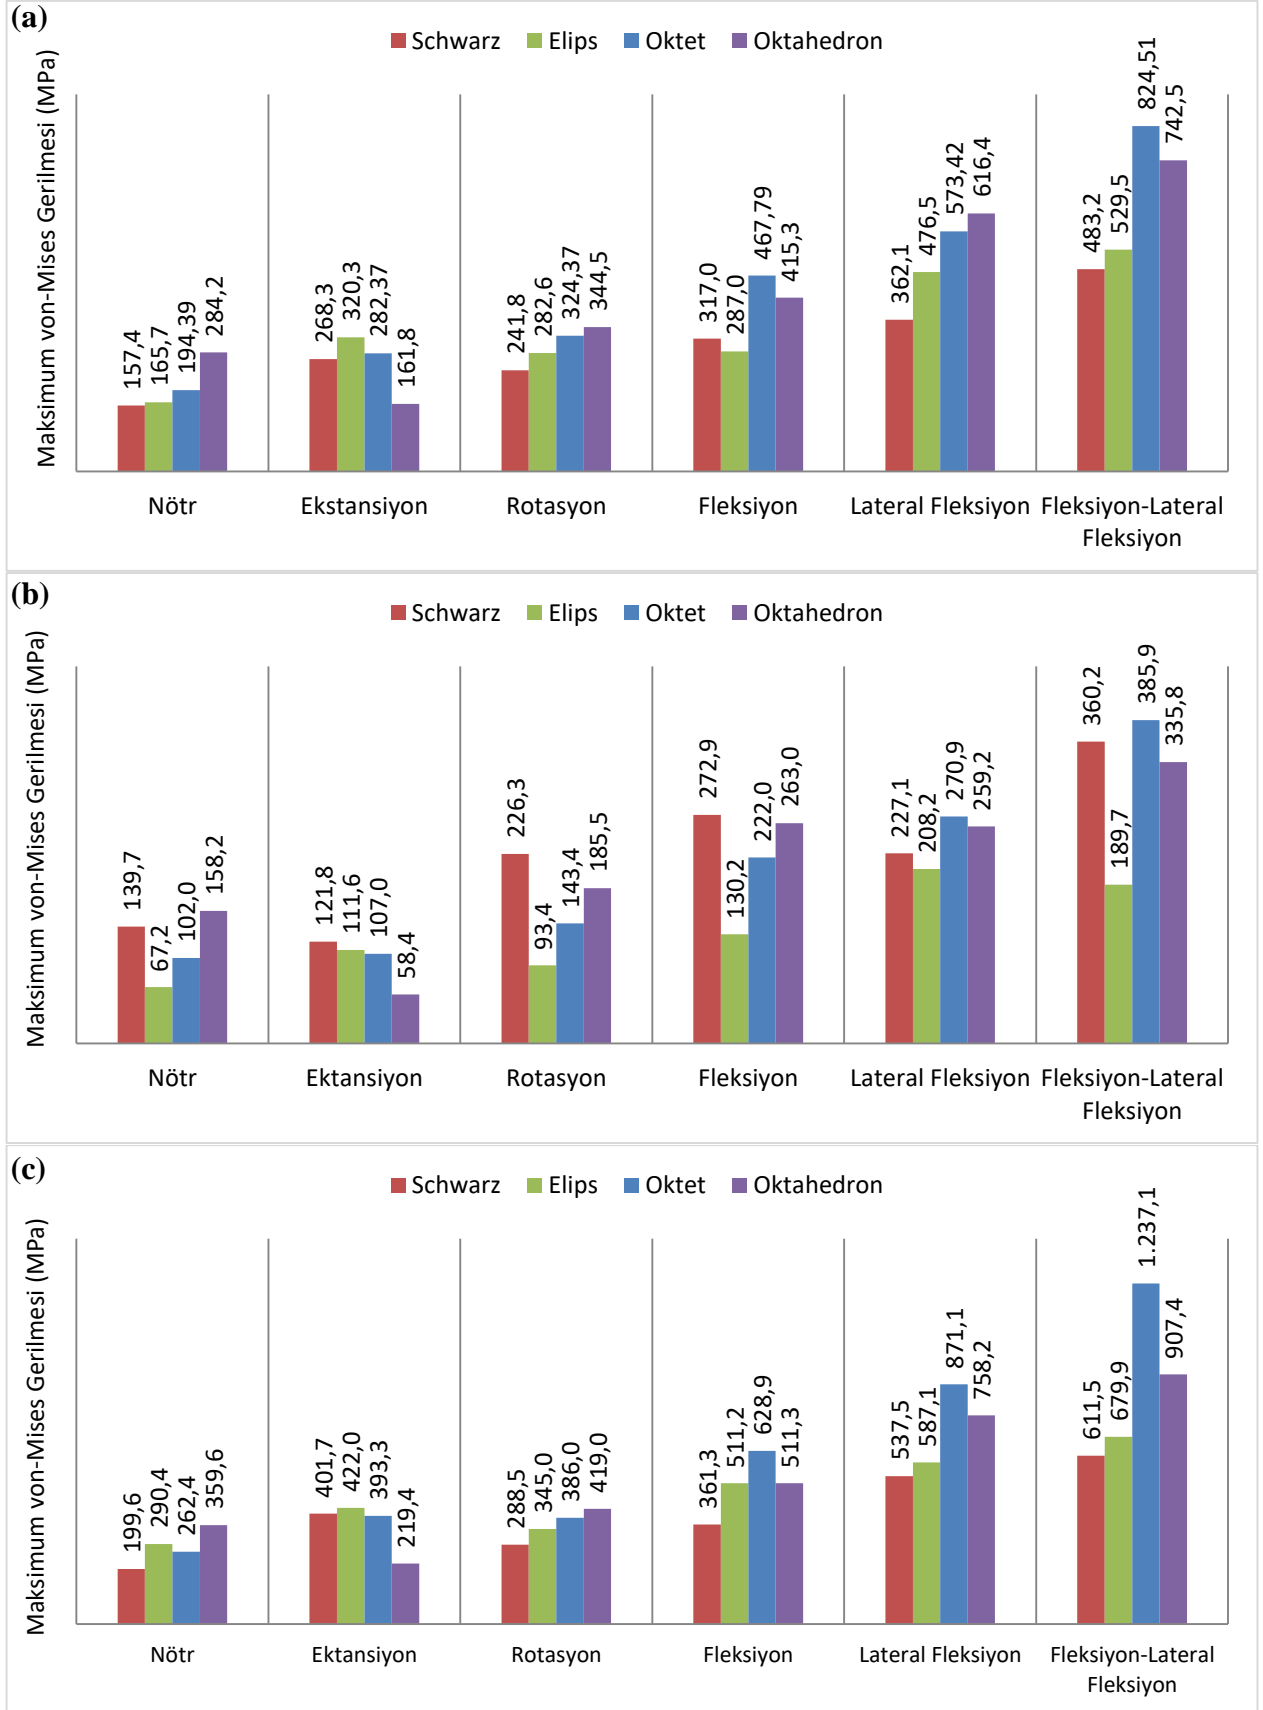 (a)
Schwarz Elips Oktet Oktahedron
Maksimum von-Mises Gerilmesi (MPa)
157,4 165,7 194,39 284,2
268,3 320,3 282,37 161,8
241,8 282,6 324,37 344,5
317,0 287,0 467,79 415,3
362,1 476,5 573,42 616,4
483,2 529,5 824,51 742,5
Nötr Ekstansiyon Rotasyon Fleksiyon Lateral Fleksiyon Fleksiyon-Lateral
Fleksiyon
(b)
Schwarz Elips Oktet Oktahedron
Maksimum von-Mises Gerilmesi (MPa)
139,7 67,2 102,0 158,2
121,8 111,6 107,0 58,4
226,3 93,4 143,4 185,5
272,9 130,2 222,0 263,0
227,1 208,2 270,9 259,2
360,2 189,7 385,9 335,8
Nötr Ektansiyon Rotasyon Fleksiyon Lateral Fleksiyon Fleksiyon-Lateral
Fleksiyon
(c)
Schwarz Elips Oktet Oktahedron
Maksimum von-Mises Gerilmesi (MPa)
199,6 290,4 262,4 359,6
401,7 422,0 393,3 219,4
288,5 345,0 386,0 419,0
361,3 511,2 628,9 511,3
537,5 587,1 871,1 758,2
611,5 679,9 1.237,1 907,4
Nötr Ektansiyon Rotasyon Fleksiyon Lateral Fleksiyon Fleksiyon-Lateral
Fleksiyon